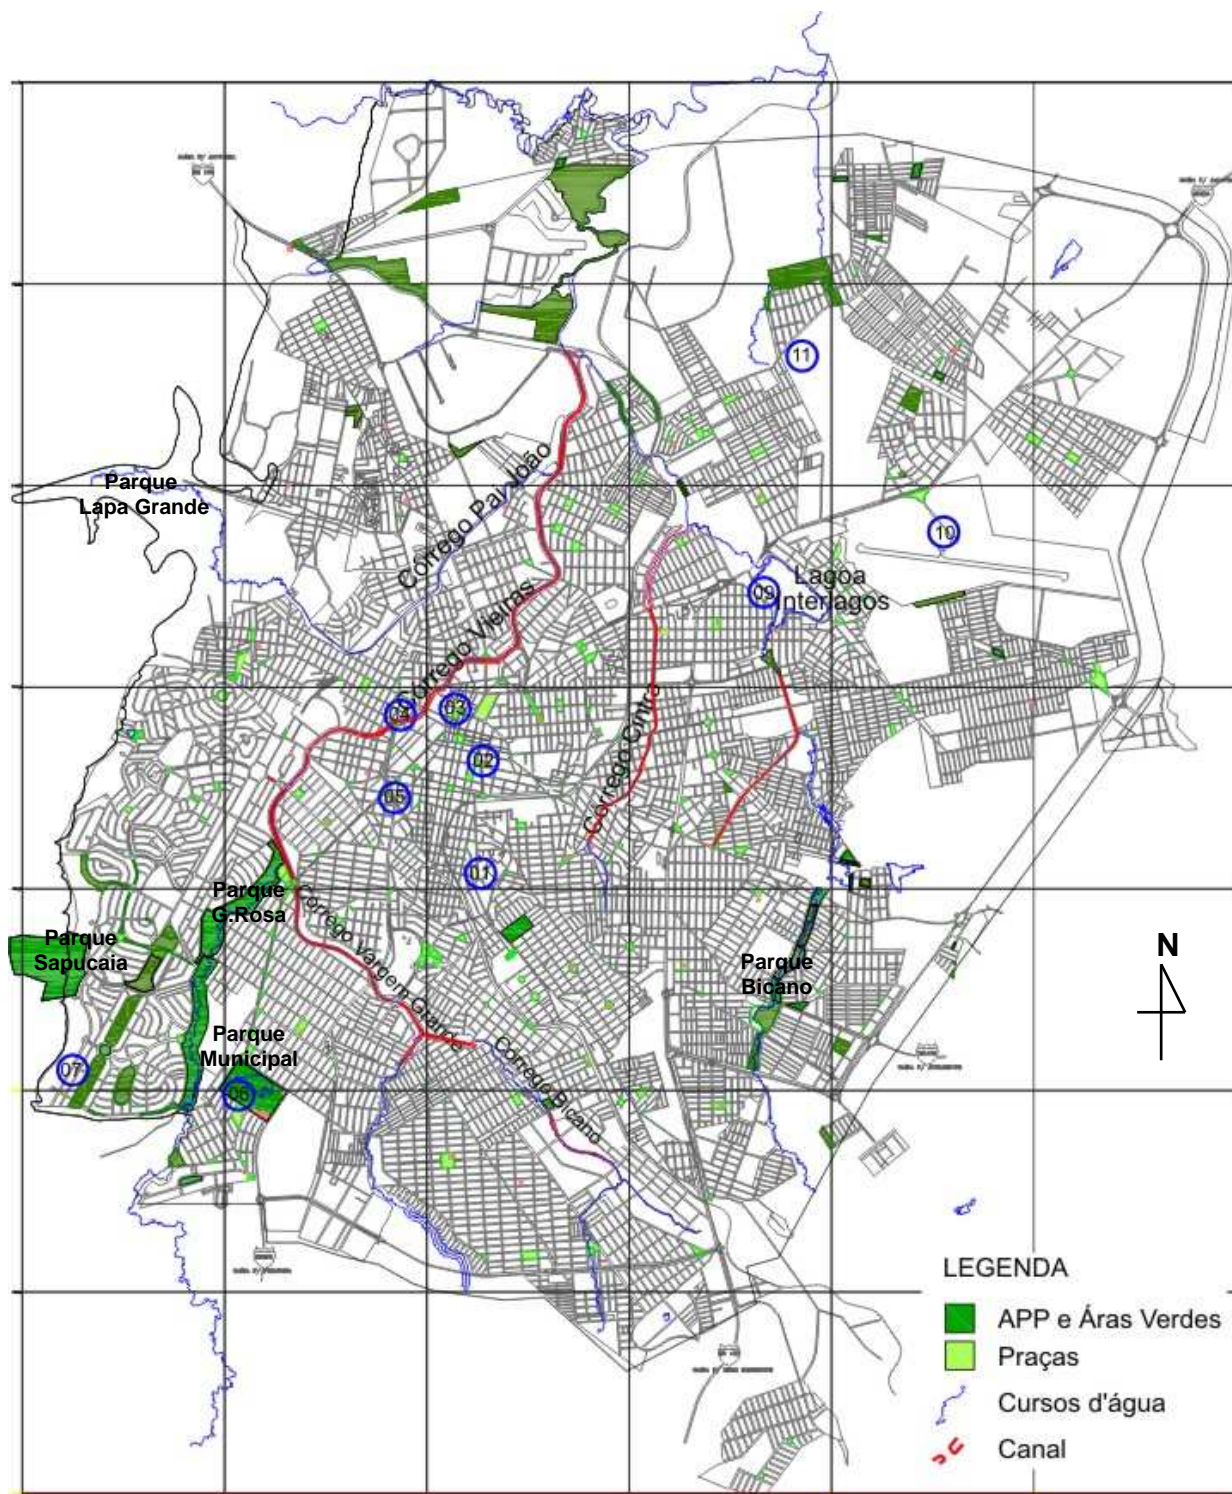 11
Parque
Lapa Grande
Córrego Pai João
10
Lagoa
Interlagos
09
Córrego Vieiras
03
04
02
Córrego Cintra
05
01
Parque
G.Rosa
Córrego Vargem Grande
Parque
Sapucaia
Parque
Bicano
N
Parque
Municipal
07
06
Córrego Bicano
LEGENDA
APP e Áras Verdes
Praças
Cursos d'água
Canal